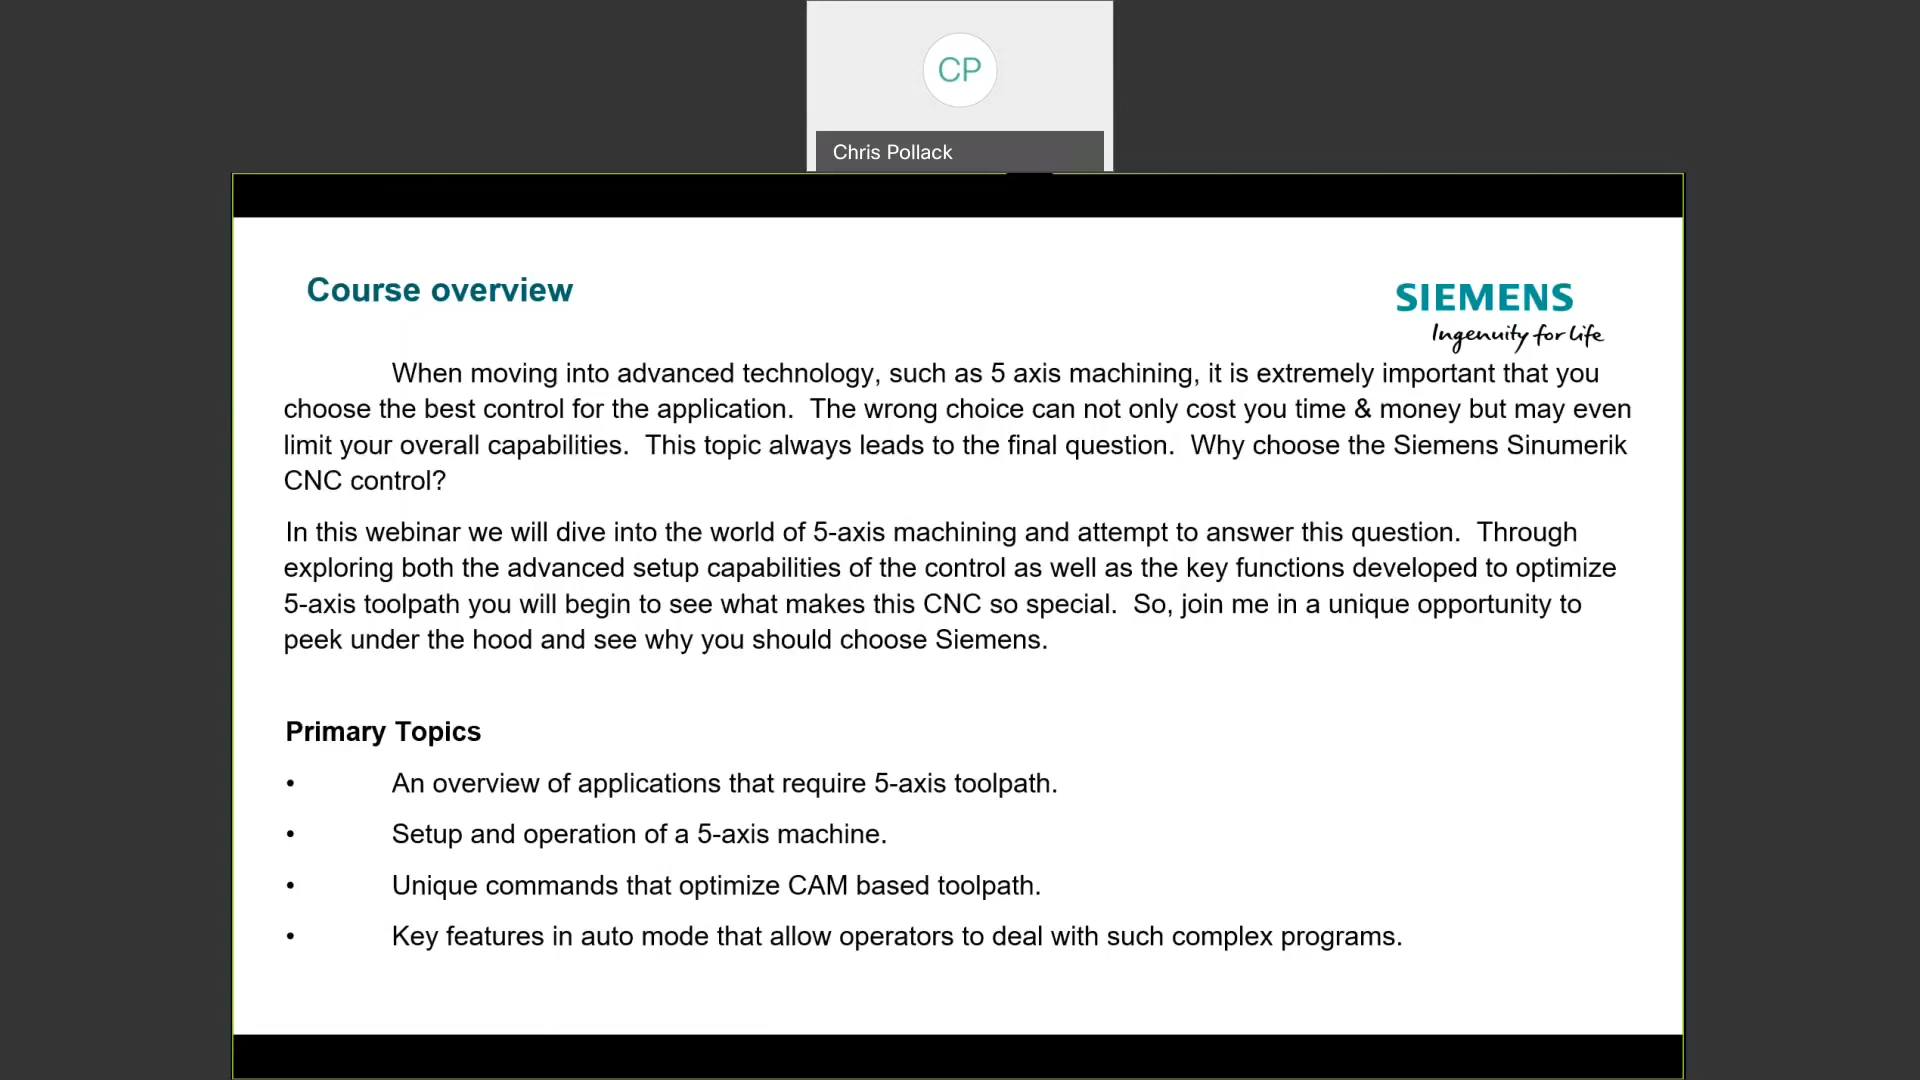 CP
Chris Pollack
Course overview
SIEMENS
Ingenuity for life
When moving into advanced technology, such as 5 axis machining, it is extremely important that you
choose the best control for the application.  The wrong choice can not only cost you time & money but may even
limit your overall capabilities.  This topic always leads to the final question.  Why choose the Siemens Sinumerik
CNC control?
In this webinar we will dive into the world of 5-axis machining and attempt to answer this question.  Through
exploring both the advanced setup capabilities of the control as well as the key functions developed to optimize
5-axis toolpath you will begin to see what makes this CNC so special.  So, join me in a unique opportunity to
peek under the hood and see why you should choose Siemens.
Primary Topics
• An overview of applications that require 5-axis toolpath.
• Setup and operation of a 5-axis machine.
• Unique commands that optimize CAM based toolpath.
• Key features in auto mode that allow operators to deal with such complex programs.